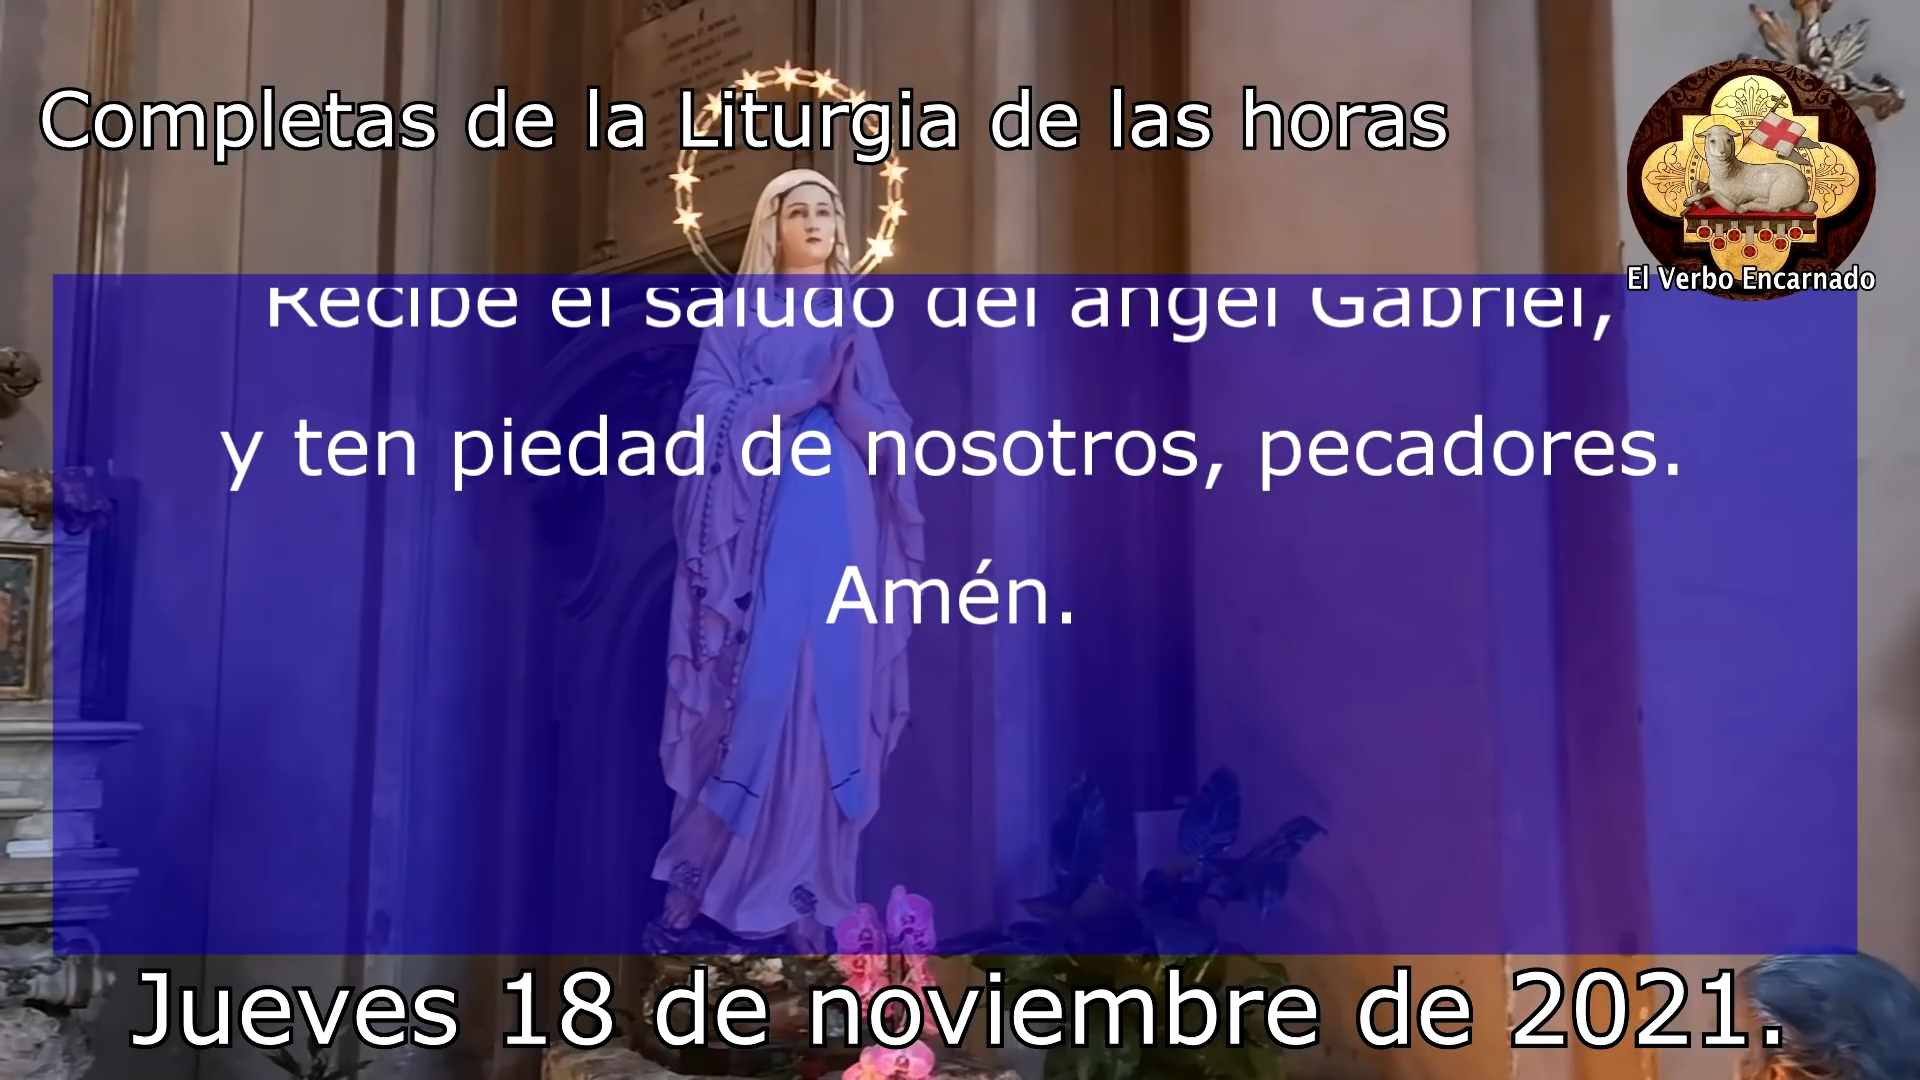 Completas de la Liturgia de las horas
El Verbo Encarnado
Recibe el saludo del ángel Gabriel,
y ten piedad de nosotros, pecadores.
Amén.
Jueves 18 de noviembre de 2021.